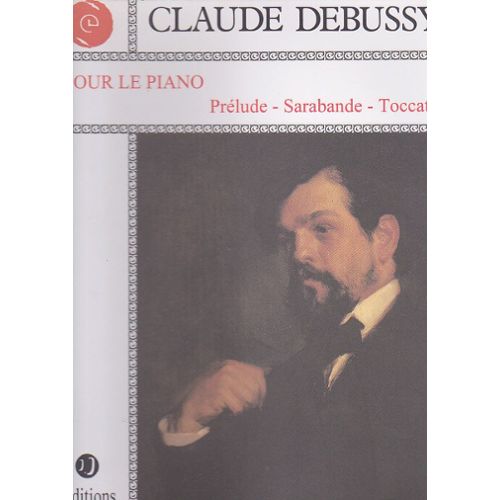 CLAUDE DEBUSSY
OUR LE PIANO
Prélude - Sarabande - Toccat
ditions